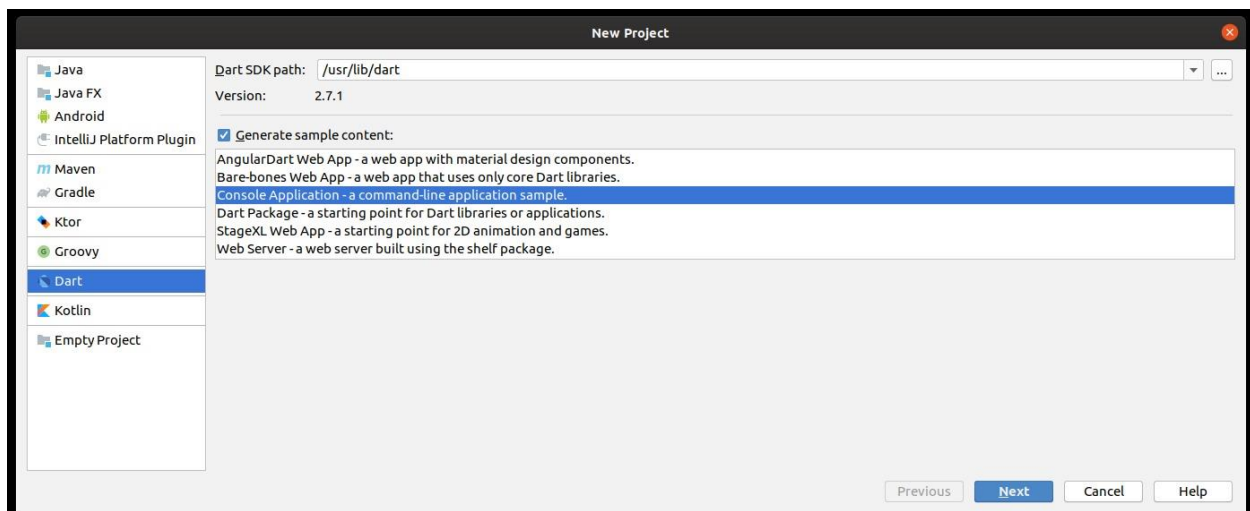 New Project
Java
Java FX
Android
IntelliJ Platform Plugin
Maven
Gradle
Ktor
Groovy
Dart
Kotlin
Empty Project
Dart SDK path: /usr/lib/dart
...
Version: 2.7.1
Generate sample content:
AngularDart Web App - a web app with material design components.
Bare-bones Web App - a web app that uses only core Dart libraries.
Console Application - a command-line application sample.
Dart Package - a starting point for Dart libraries or applications.
StageXL Web App - a starting point for 2D animation and games.
Web Server - a web server built using the shelf package.
Previous Next Cancel Help